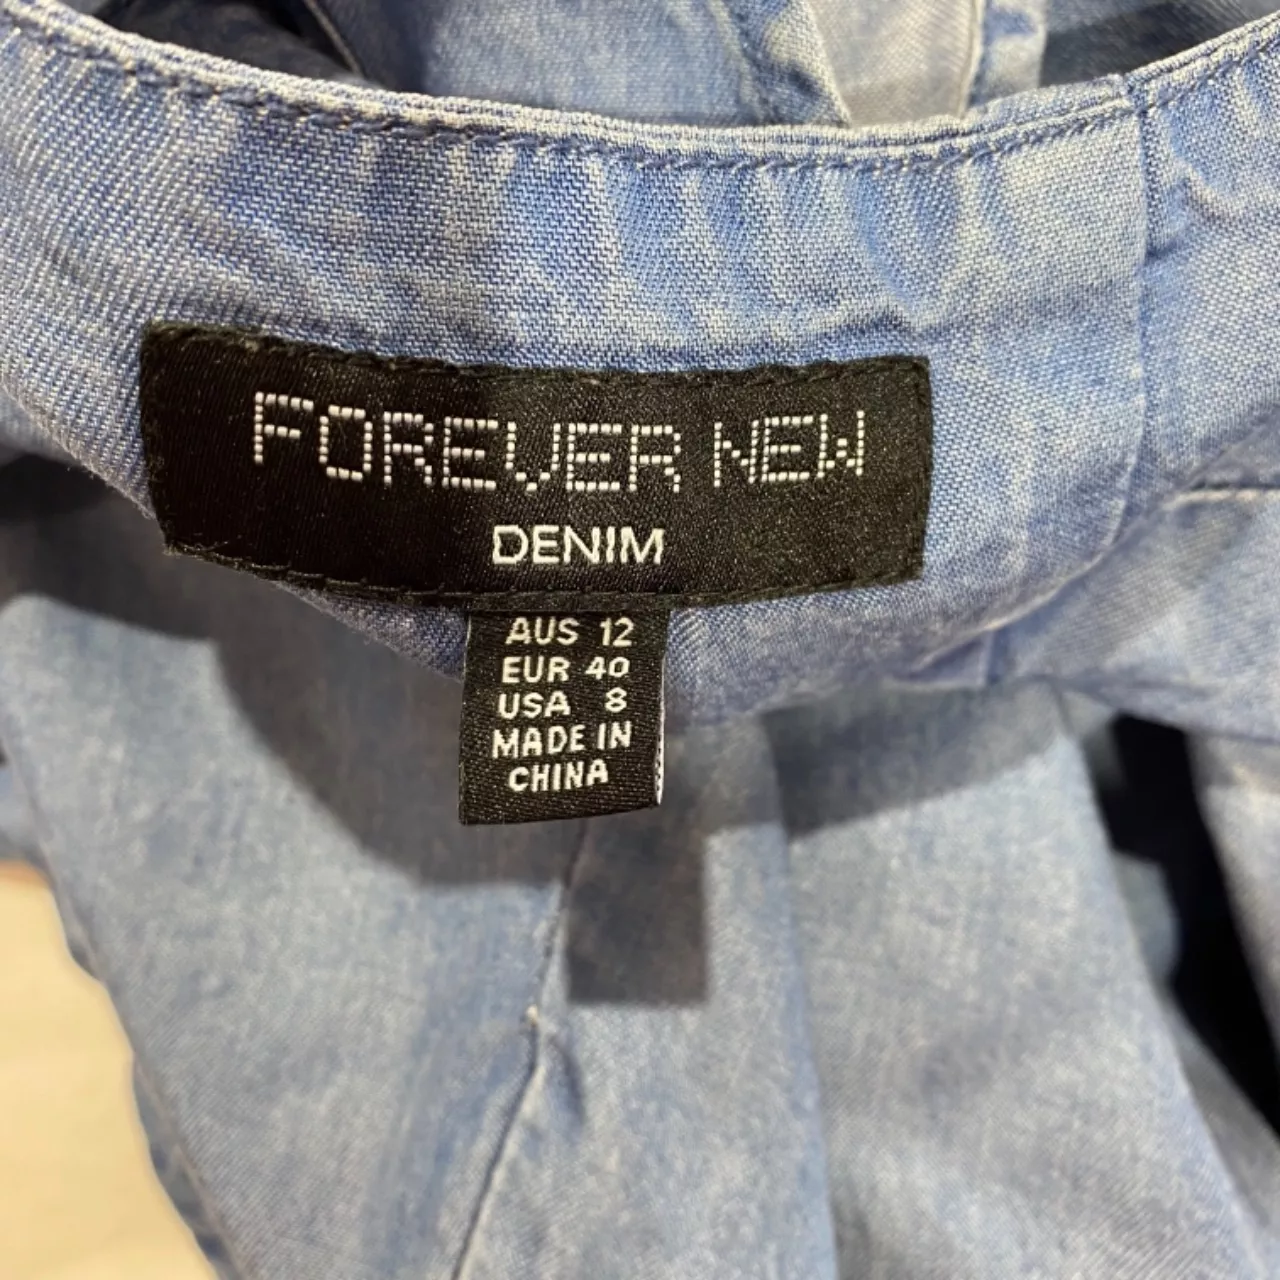 FOREVER NEW
DENIM
AUS 12
EUR 40
USA 8
MADE IN
CHINA